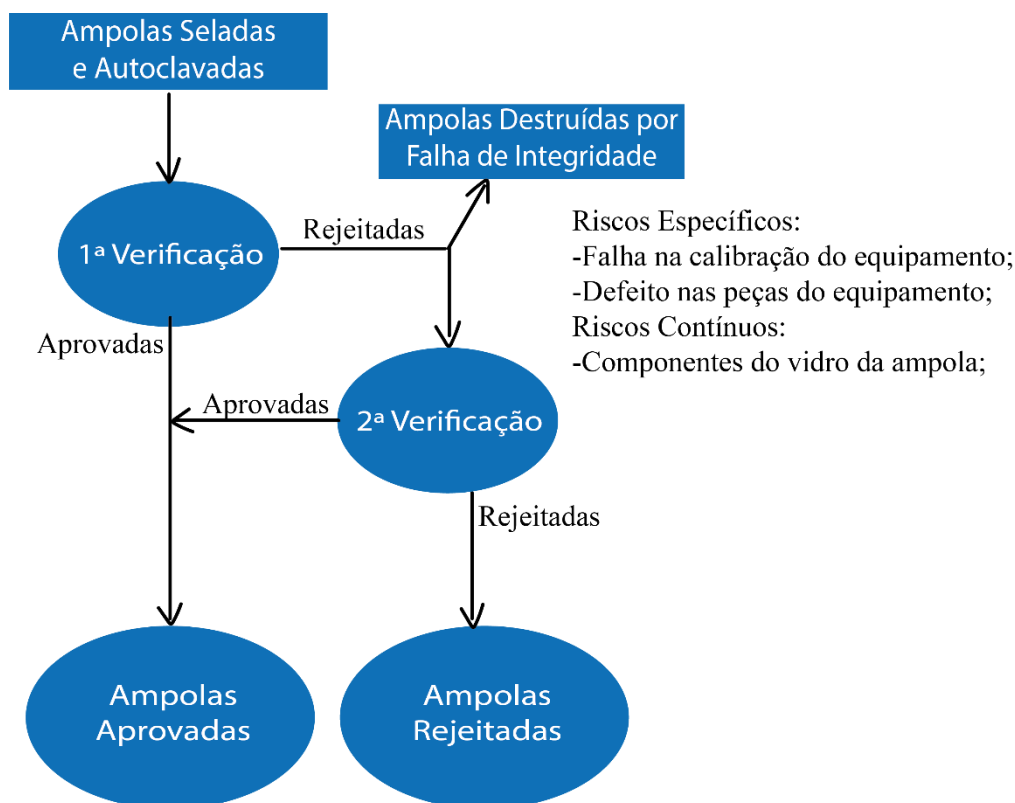 Ampolas Seladas
e Autoclavadas
Ampolas Destruídas por
Falha de Integridade
1ª Verificação
Rejeitadas
Riscos Específicos:
-Falha na calibração do equipamento;
-Defeito nas peças do equipamento;
Riscos Contínuos:
-Componentes do vidro da ampola;
Aprovadas
Aprovadas
2ª Verificação
Rejeitadas
Ampolas
Aprovadas
Ampolas
Rejeitadas